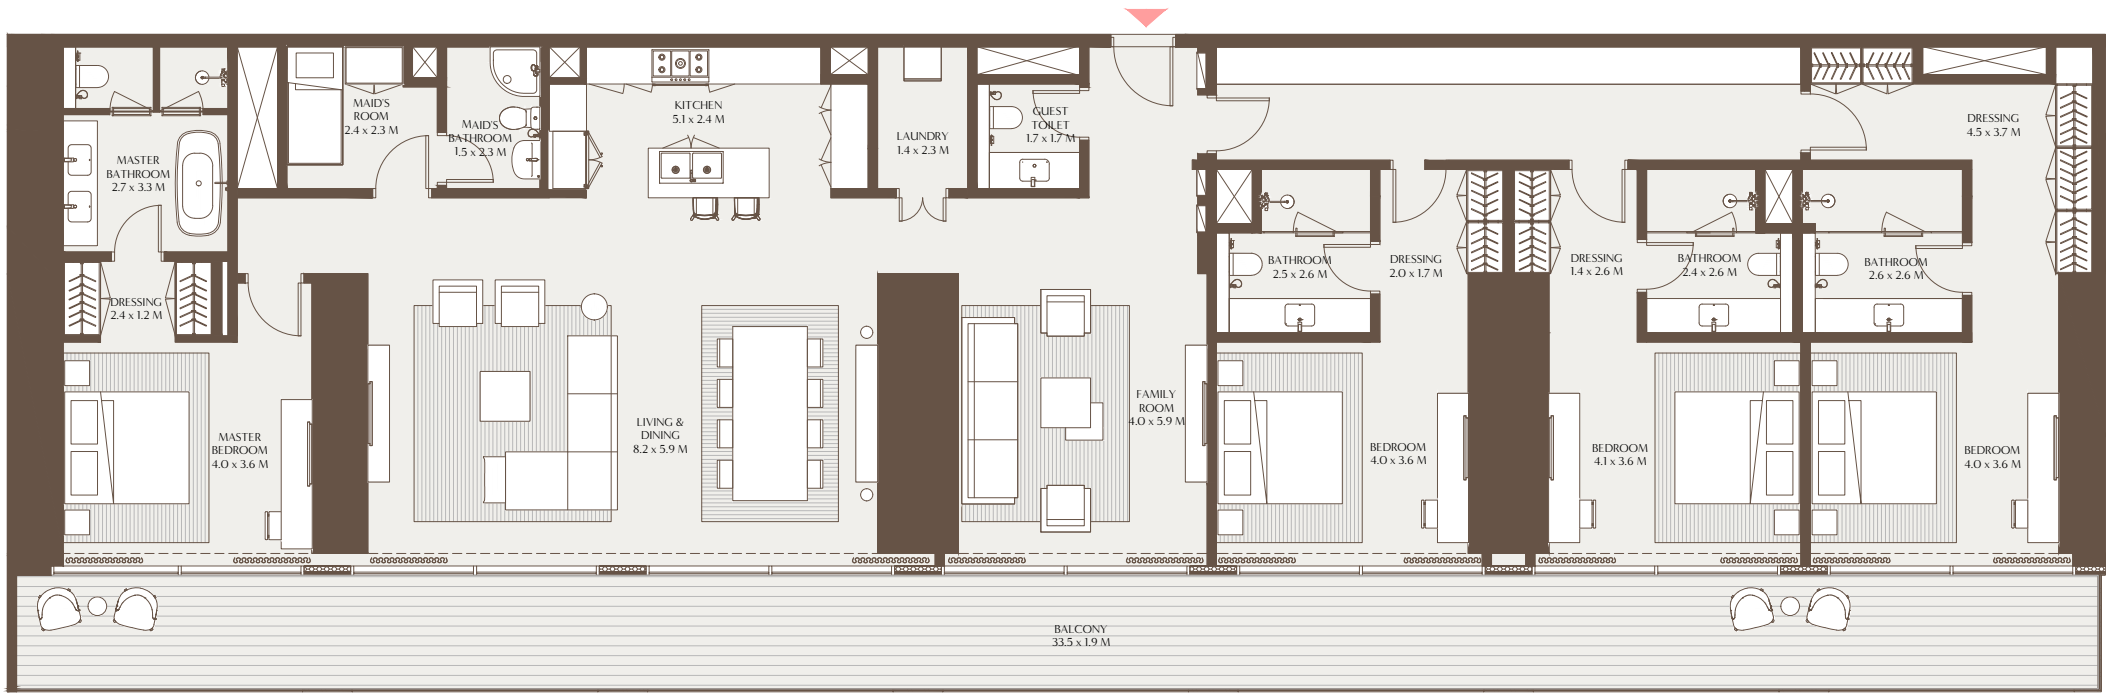 MAID'S
ROOM
2.4 x 2.3 M
MAID'S
BATHROOM
1.5 x 2.3 M
KITCHEN
5.1 x 2.4 M
LAUNDRY
1.4 x 2.3 M
GUEST
TOILET
1.7 x 1.7 M
DRESSING
4.5 x 3.7 M
MASTER
BATHROOM
2.7 x 3.3 M
DRESSING
2.4 x 1.2 M
BATHROOM
2.5 x 2.6 M
DRESSING
2.0 x 1.7 M
DRESSING
1.4 x 2.6 M
BATHROOM
2.4 x 2.6 M
BATHROOM
2.6 x 2.6 M
MASTER
BEDROOM
4.0 x 3.6 M
LIVING &
DINING
8.2 x 5.9 M
FAMILY
ROOM
4.0 x 5.9 M
BEDROOM
4.0 x 3.6 M
BEDROOM
4.1 x 3.6 M
BEDROOM
4.0 x 3.6 M
BALCONY
33.5 x 1.9 M